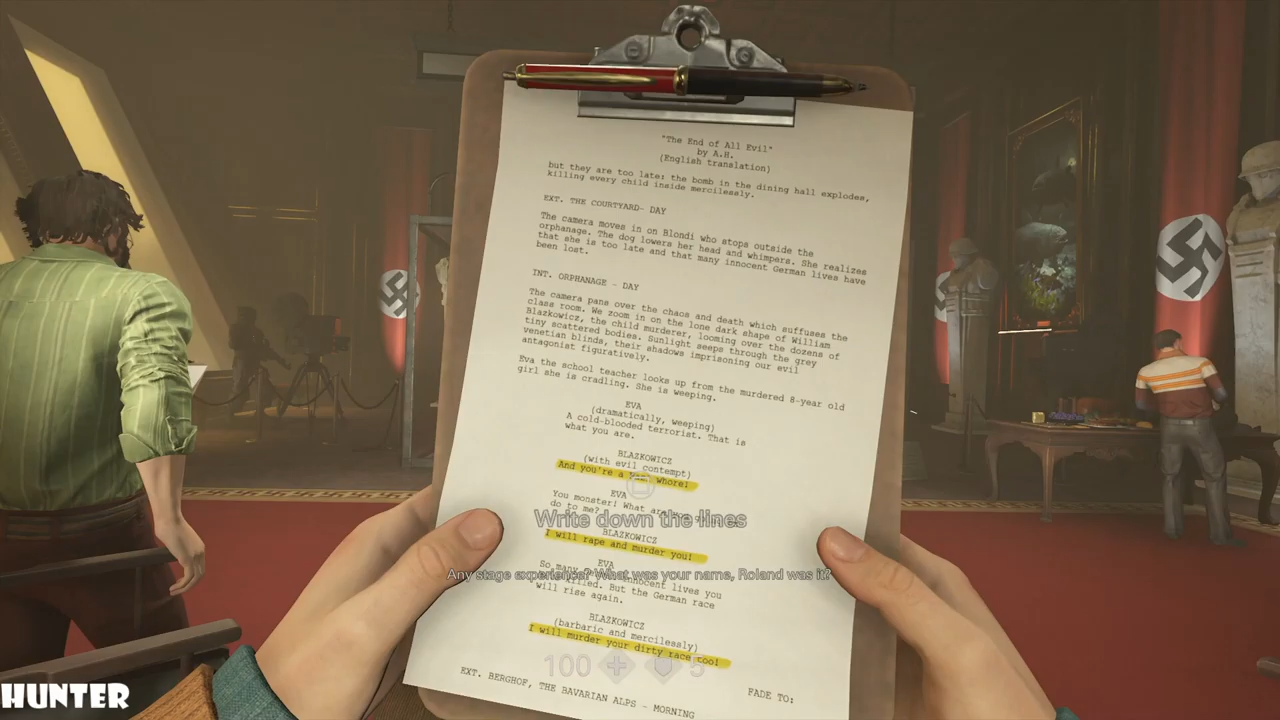 "The End of All Evil"
by A.H.
(English translation)
but they are too late: the bomb in the dining hall explodes,
killing every child inside mercilessly.
EXT. THE COURTYARD- DAY
The camera moves in on Blondi who stops outside the
orphanage. The dog lowers her head and whimpers. She realizes
that she is too late and that many innocent German lives have
been lost.
INT. ORPHANAGE - DAY
The camera pans over the chaos and death which suffuses the
class room. We zoom in on the lone dark shape of William
Blazkowicz, the child murderer, looming over the dozens of
tiny scattered bodies. Sunlight seeps through the grey
venetian blinds, their shadows imprisoning our evil
antagonist figuratively.
Eva the school teacher looks up from the murdered 8-year old
girl she is cradling. She is weeping.
EVA
(dramatically, weeping)
A cold-blooded terrorist. That is
what you are.
BLAZKOWICZ
(with evil contempt)
And you're a whore!
EVA
You monster! What are
do to me?
Write down the lines
BLAZKOWICZ
I will rape and murder you!
EVA
So many innocent lives you
Any stage experience? What was your name, Roland was it?
killed. But the German race
will rise again.
BLAZKOWICZ
(barbaric and mercilessly)
I will murder your dirty race too!
100 5
FADE TO:
EXT. BERGHOF, THE BAVARIAN ALPS - MORNING
HUNTER